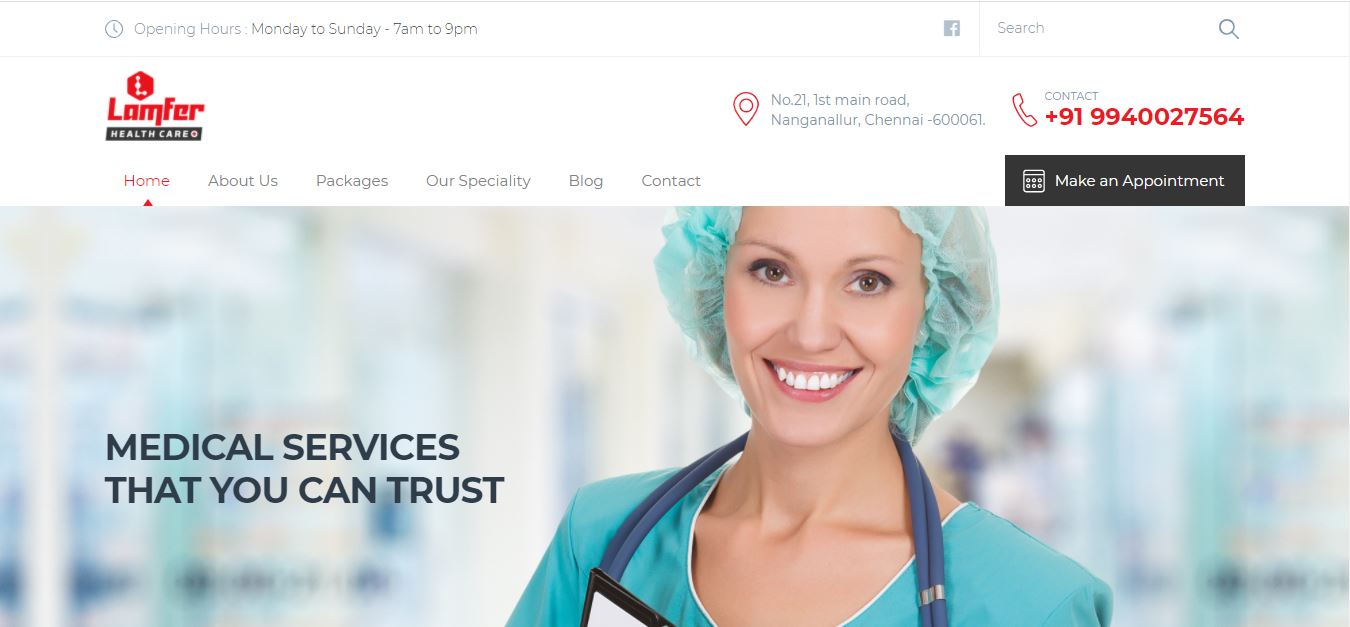 Opening Hours : Monday to Sunday - 7am to 9pm
Search
Lamfer
HEALTH CARE
No.21, 1st main road,
Nanganallur, Chennai -600061.
CONTACT
+91 9940027564
Home
About Us
Packages
Our Speciality
Blog
Contact
Make an Appointment
MEDICAL SERVICES
THAT YOU CAN TRUST